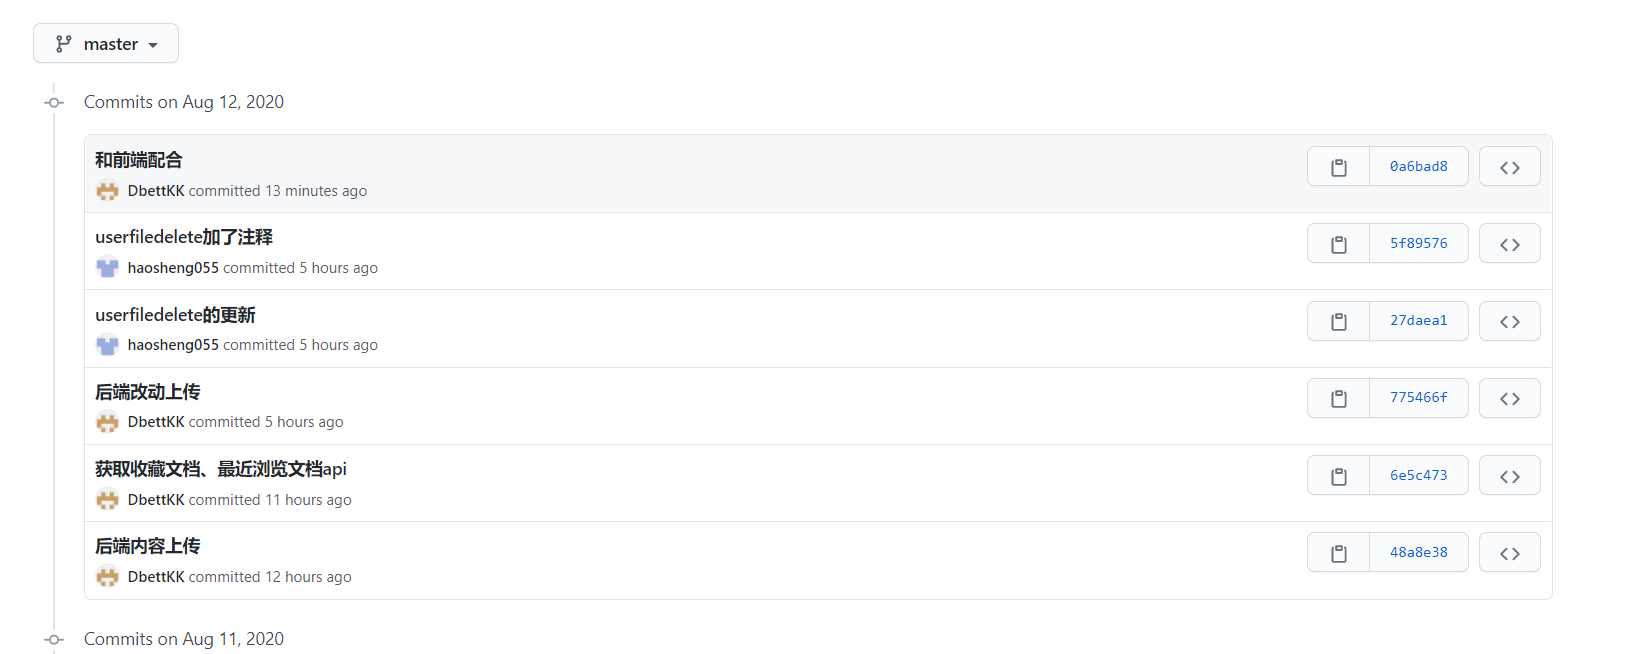 master
Commits on Aug 12, 2020
和前端配合
0a6bad8
DbettKK committed 13 minutes ago
userfiledelete加了注释
5f89576
haosheng055 committed 5 hours ago
userfiledelete的更新
27daea1
haosheng055 committed 5 hours ago
后端改动上传
775466f
DbettKK committed 5 hours ago
获取收藏文档、最近浏览文档api
6e5c473
DbettKK committed 11 hours ago
后端内容上传
48a8e38
DbettKK committed 12 hours ago
Commits on Aug 11, 2020